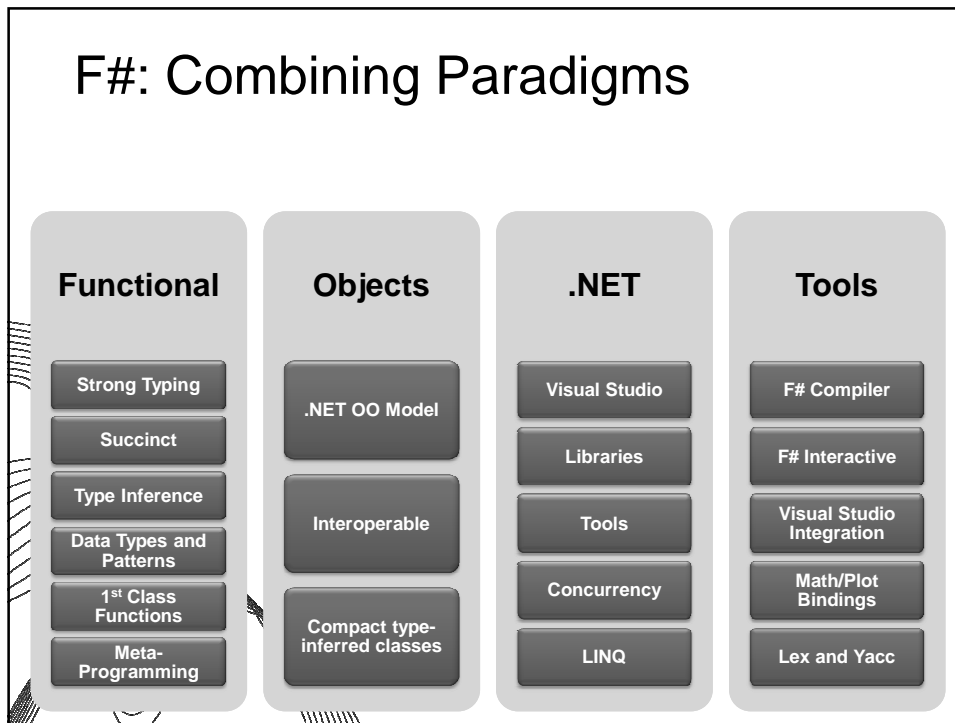 F#: Combining Paradigms
Functional
Strong Typing
Succinct
Type Inference
Data Types and
Patterns
1st Class
Functions
Meta-
Programming
Objects
.NET OO Model
Interoperable
Compact type-
inferred classes
.NET
Visual Studio
Libraries
Tools
Concurrency
LINQ
Tools
F# Compiler
F# Interactive
Visual Studio
Integration
Math/Plot
Bindings
Lex and Yacc